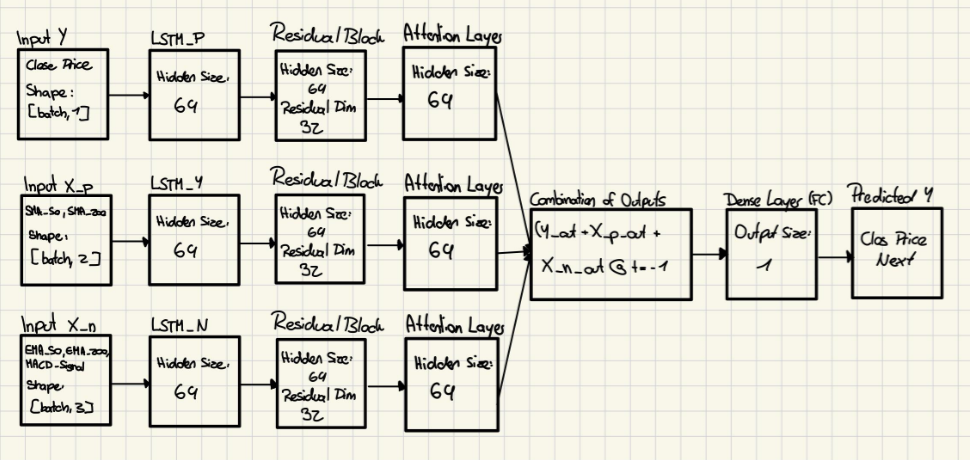 Input Y
Close Price
Shape:
[batch, 1]
LSTM_P
Hidden Size:
64
Residual Block
Hidden Size:
64
Residual Dim
32
Attention Layer
Hidden Size:
64
Input X_p
SMA_50, SMA_200
Shape:
[batch, 2]
LSTM_Y
Hidden Size:
64
Residual Block
Hidden Size:
64
Residual Dim
32
Attention Layer
Hidden Size:
64
Input X_n
EMA_50, EMA_200,
MACD_Signal
Shape:
[batch, 3]
LSTM_N
Hidden Size:
64
Residual Block
Hidden Size:
64
Residual Dim
32
Attention Layer
Hidden Size:
64
Combination of Outputs
(Y_out + X_p_out +
X_n_out @ t=-1
Dense Layer (FC)
Output Size:
1
Predicted Y
Clos Price
Next